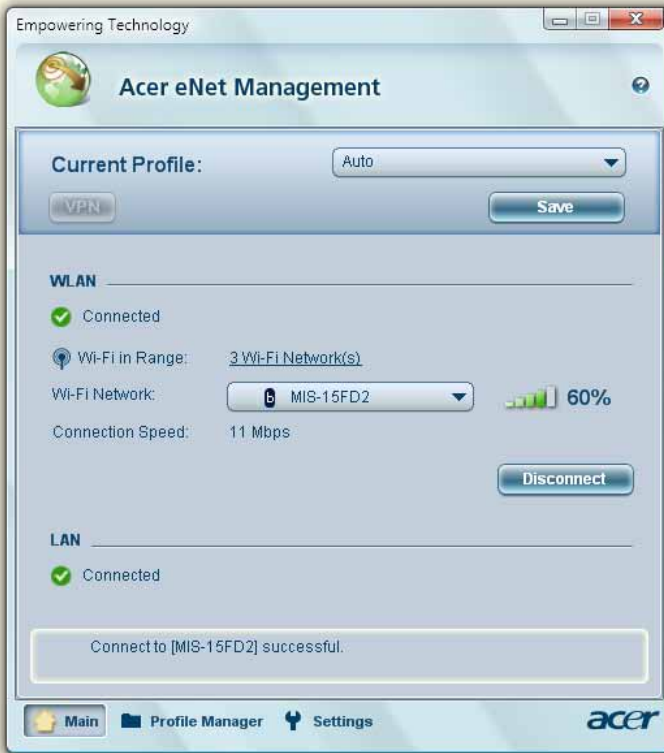 Empowering Technology
Acer eNet Management
Current Profile: Auto
VPN Save
WLAN
Connected
Wi-Fi in Range: 3 Wi-Fi Network(s)
Wi-Fi Network: b MIS-15FD2 60%
Connection Speed: 11 Mbps
Disconnect
LAN
Connected
Connect to [MIS-15FD2] successful.
Main Profile Manager Settings acer